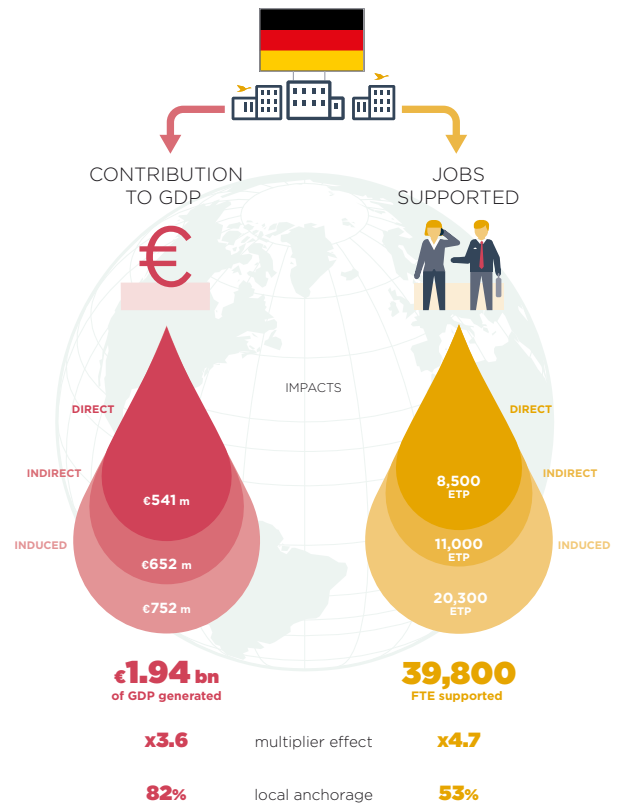 CONTRIBUTION
TO GDP
JOBS
SUPPORTED
€
IMPACTS
DIRECT
DIRECT
INDIRECT
INDIRECT
INDUCED
INDUCED
€541 m
€652 m
€752 m
8,500
ETP
11,000
ETP
20,300
ETP
€1.94 bn
of GDP generated
39,800
FTE supported
x3.6
multiplier effect
x4.7
82%
local anchorage
53%